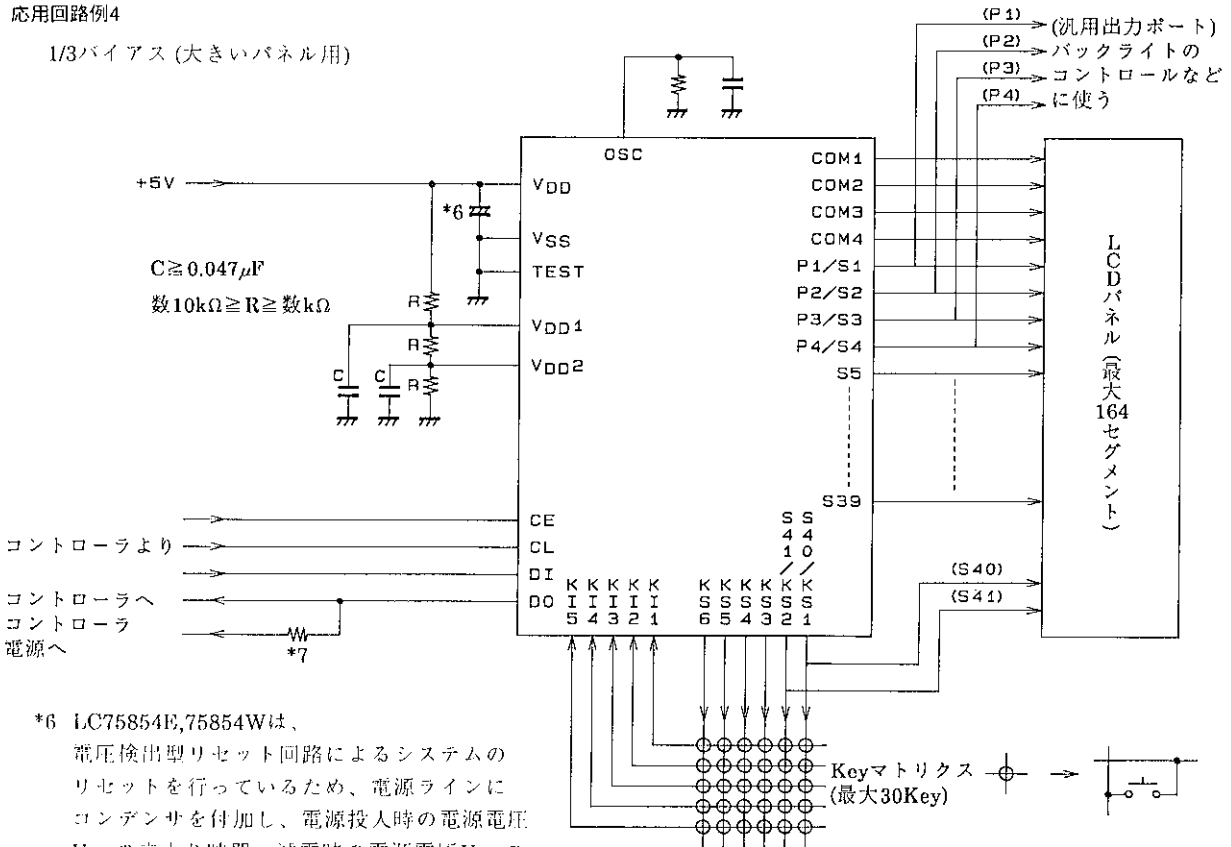 応用回路例4
1/3バイアス (大きいパネル用)
(P1)
(P2)
(P3)
(P4)
(汎用出力ポート)
バックライトの
コントロールなど
に使う
OSC
+5V
VDD
*6
VSS
TEST
C≧0.047μF
数10kΩ≧R≧数kΩ
R
VDD1
R
VDD2
C
C
R
COM1
COM2
COM3
COM4
P1/S1
P2/S2
P3/S3
P4/S4
S5
S39
LCDパネル(最大164セグメント)
CE
コントローラより
CL
DI
コントローラへ
DO
コントローラ
電源へ
*7
KI5
KI4
KI3
KI2
KI1
KS6
KS5
KS4
KS3
S41/KS2
S40/KS1
(S40)
(S41)
*6 LC75854E,75854Wは、
電圧検出型リセット回路によるシステムの
リセットを行っているため、電源ラインに
コンデンサを付加し、電源投入時の電源電圧
Keyマトリクス
(最大30Key)